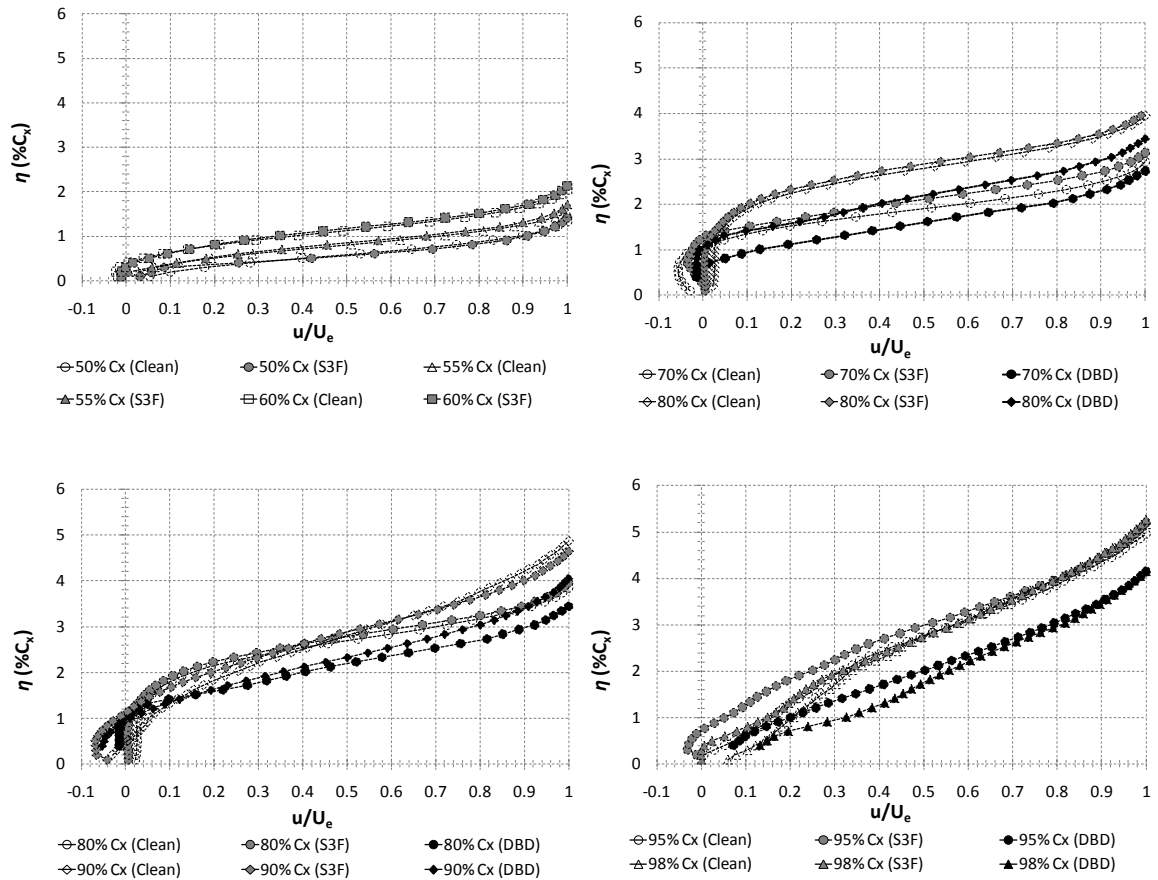 6
5
4
3
2
1
0
η (%Cx)
-0.1 0 0.1 0.2 0.3 0.4 0.5 0.6 0.7 0.8 0.9 1
u/Ue
50% Cx (Clean) 50% Cx (S3F) 55% Cx (Clean)
55% Cx (S3F) 60% Cx (Clean) 60% Cx (S3F)
6
5
4
3
2
1
0
η (%Cx)
-0.1 0 0.1 0.2 0.3 0.4 0.5 0.6 0.7 0.8 0.9 1
u/Ue
70% Cx (Clean) 70% Cx (S3F) 70% Cx (DBD)
80% Cx (Clean) 80% Cx (S3F) 80% Cx (DBD)
6
5
4
3
2
1
0
η (%Cx)
-0.1 0 0.1 0.2 0.3 0.4 0.5 0.6 0.7 0.8 0.9 1
u/Ue
80% Cx (Clean) 80% Cx (S3F) 80% Cx (DBD)
90% Cx (Clean) 90% Cx (S3F) 90% Cx (DBD)
6
5
4
3
2
1
0
η (%Cx)
-0.1 0 0.1 0.2 0.3 0.4 0.5 0.6 0.7 0.8 0.9 1
u/Ue
95% Cx (Clean) 95% Cx (S3F) 95% Cx (DBD)
98% Cx (Clean) 98% Cx (S3F) 98% Cx (DBD)